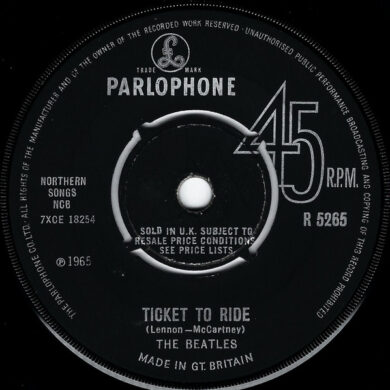 ALL RIGHTS OF THE MANUFACTURER AND OF THE OWNER OF THE RECORDED WORK RESERVED · UNAUTHORISED PUBLIC PERFORMANCE BROADCASTING AND COPYING OF THIS RECORD PROHIBITED
THE PARLOPHONE CO. LTD.
£
TRADE MARK
PARLOPHONE
45
R.P.M.
NORTHERN
SONGS
NCB
7XCE 18254
R 5265
SOLD IN U.K. SUBJECT TO
RESALE PRICE CONDITIONS
SEE PRICE LISTS
℗1965
TICKET TO RIDE
(Lennon–McCartney)
THE BEATLES
MADE IN GT. BRITAIN